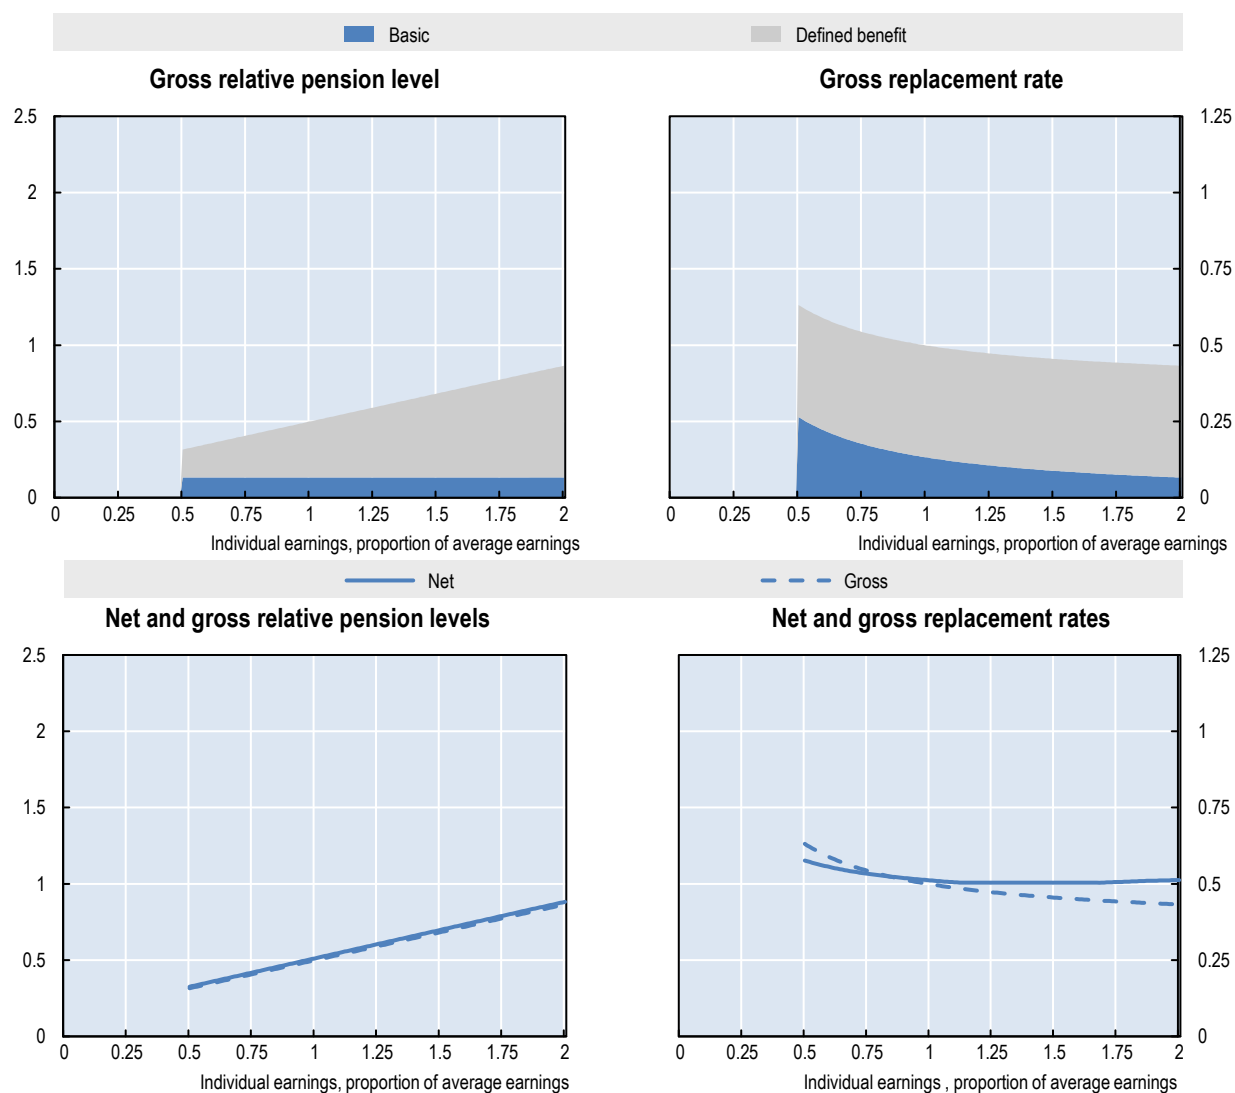 Basic Defined benefit
Gross relative pension level Gross replacement rate
2.5 1.25
2 1
1.5 0.75
1 0.5
0.5 0.25
0 0
0 0.25 0.5 0.75 1 1.25 1.5 1.75 2 0 0.25 0.5 0.75 1 1.25 1.5 1.75 2
Individual earnings, proportion of average earnings Individual earnings, proportion of average earnings
Net Gross
Net and gross relative pension levels Net and gross replacement rates
2.5 1.25
2 1
1.5 0.75
1 0.5
0.5 0.25
0 0
0 0.25 0.5 0.75 1 1.25 1.5 1.75 2 0 0.25 0.5 0.75 1 1.25 1.5 1.75 2
Individual earnings, proportion of average earnings Individual earnings , proportion of average earnings